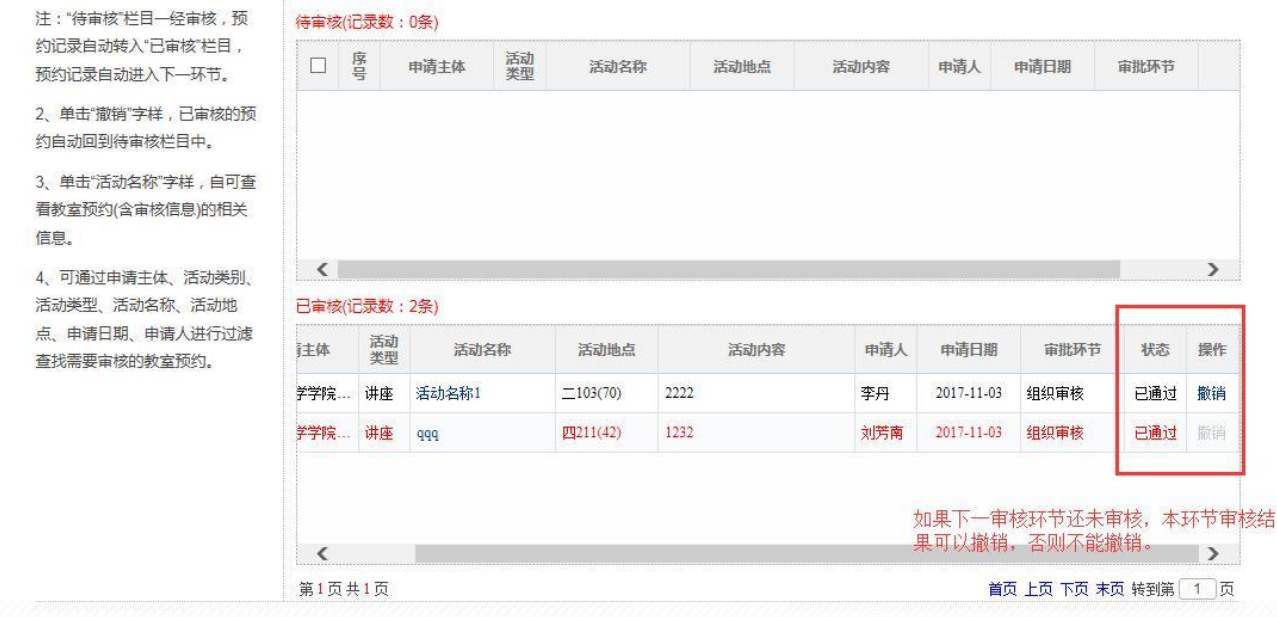 注：“待审核”栏目一经审核，预
约记录自动转入“已审核”栏目，
预约记录自动进入下一环节。
2、单击“撤销”字样，已审核的预
约自动回到待审核栏目中。
3、单击“活动名称”字样，自可查
看教室预约(含审核信息)的相关
信息。
4、可通过申请主体、活动类别、
活动类型、活动名称、活动地
点、申请日期、申请人进行过滤
查找需要审核的教室预约。
待审核(记录数：0条)
序号 申请主体 活动类型 活动名称 活动地点 活动内容 申请人 申请日期 审批环节
已审核(记录数：2条)
主体 活动类型 活动名称 活动地点 活动内容 申请人 申请日期 审批环节 状态 操作
学学院... 讲座 活动名称1 二103(70) 2222 李丹 2017-11-03 组织审核 已通过 撤销
学学院... 讲座 qqq 四211(42) 1232 刘芳南 2017-11-03 组织审核 已通过 撤销
如果下一审核环节还未审核，本环节审核结
果可以撤销，否则不能撤销。
第1页共1页 首页 上页 下页 末页 转到第 1 页